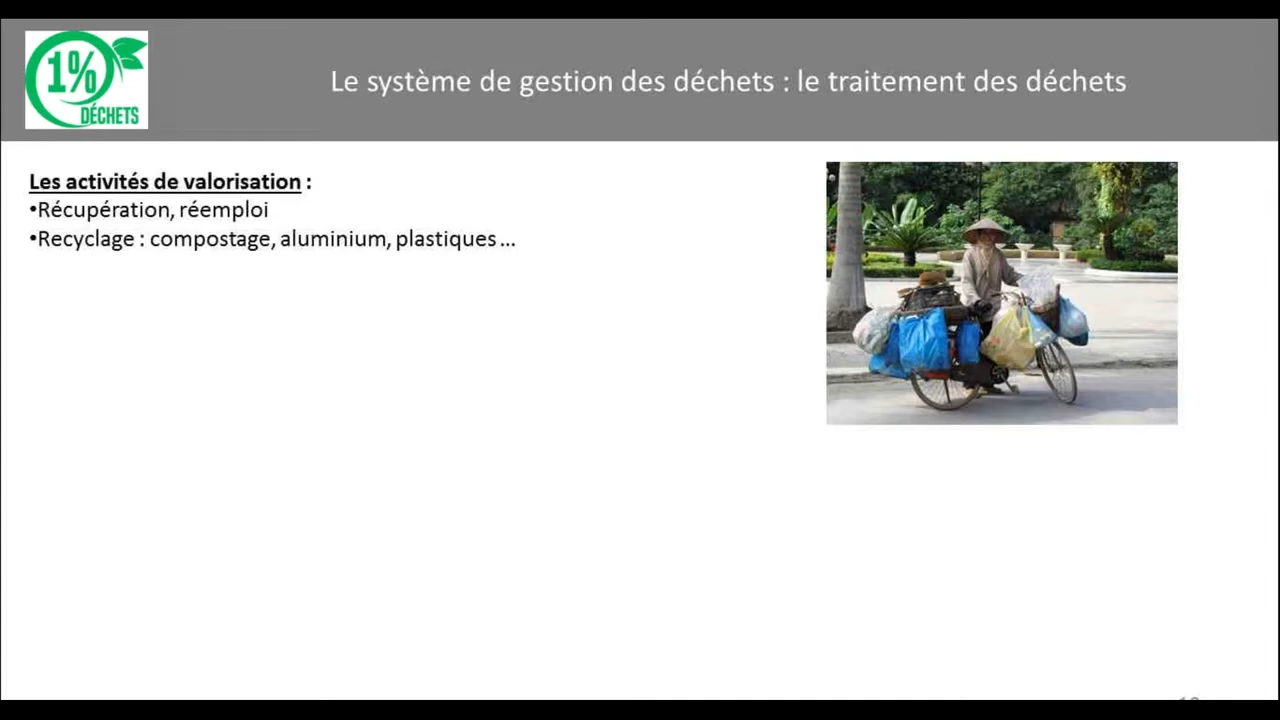 1%
DÉCHETS
Le système de gestion des déchets : le traitement des déchets
Les activités de valorisation :
•Récupération, réemploi
•Recyclage : compostage, aluminium, plastiques ...